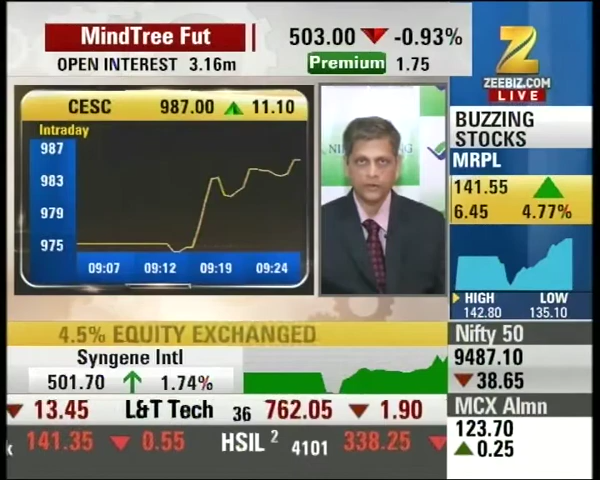 MindTree Fut
503.00 -0.93%
OPEN INTEREST 3.16m
Premium 1.75
ZEEBIZ.COM
LIVE
CESC 987.00 11.10
Intraday
987
983
979
975
09:07 09:12 09:19 09:24
BUZZING
STOCKS
MRPL
141.55
6.45 4.77%
HIGH LOW
142.80 135.10
4.5% EQUITY EXCHANGED
Syngene Intl
501.70 1.74%
Nifty 50
9487.10
38.65
MCX Almn
123.70
0.25
13.45 L&T Tech 36 762.05 1.90
k 141.35 0.55 HSIL 2 4101 338.25